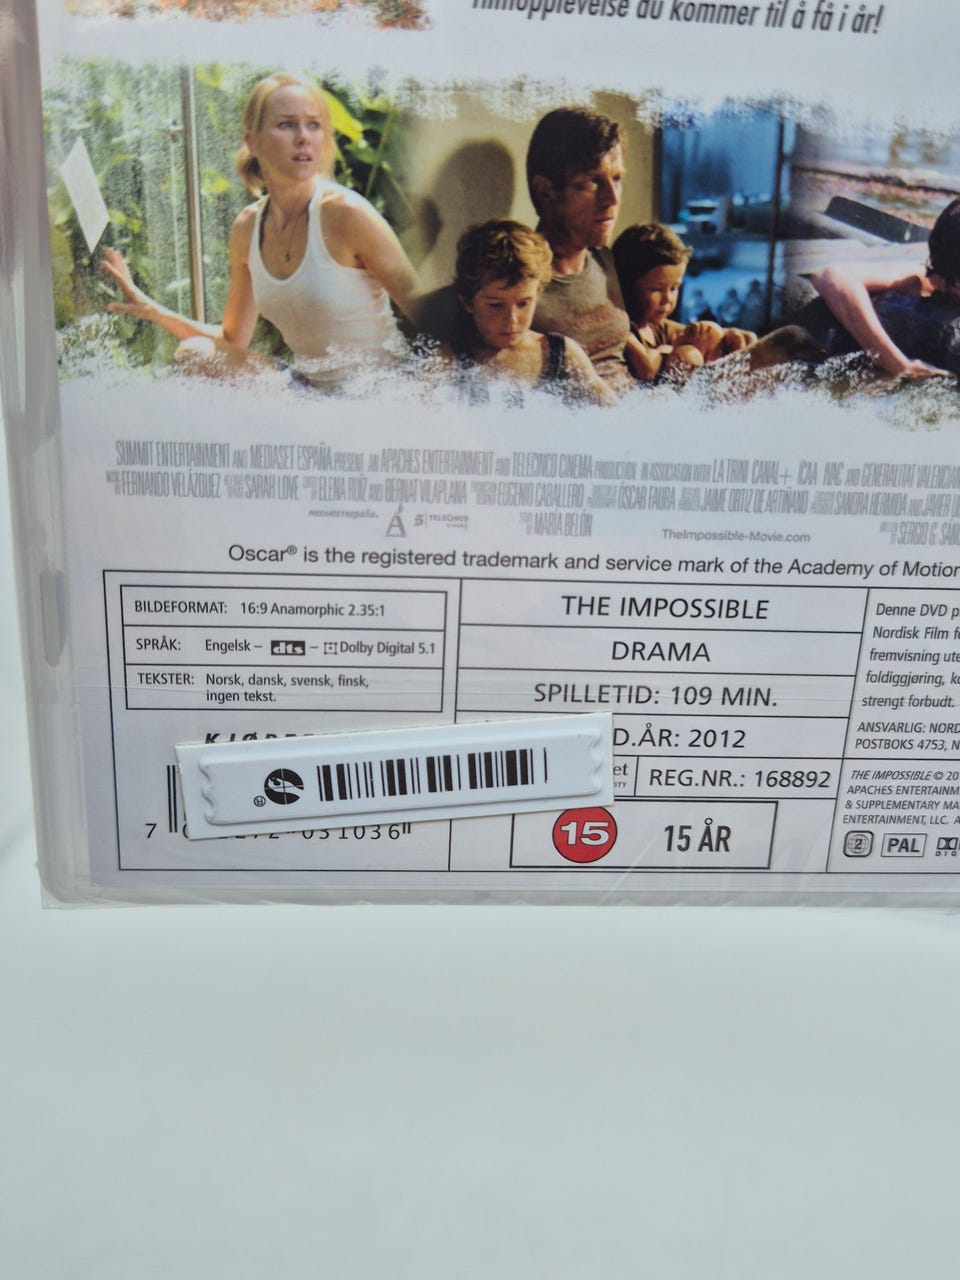 filmopplevelse du kommer til å få i år!
SUMMIT ENTERTAINMENT AND MEDIASET ESPAÑA PRESENT AN APACHES ENTERTAINMENT AND TELECINCO CINEMA PRODUCTION IN ASSOCIATION WITH LA TRINI CANAL+ ICAA IVAC AND GENERALITAT VALENCIANA
FERNANDO VELÁZQUEZ SARAH LOVE ELENA RUIZ AND BERNAT VILAPLANA EUGENIO CABALLERO ÓSCAR FAURA JAIME ORTIZ DE ARTIÑANO SANDRA HERMIDA AND JAVIER
MEDIASETespaña. TELECINCO MARÍA BELÓN TheImpossible-Movie.com SERGIO G.
Oscar® is the registered trademark and service mark of the Academy of Motion
BILDEFORMAT: 16:9 Anamorphic 2.35:1
SPRÅK: Engelsk – dts – Dolby Digital 5.1
TEKSTER: Norsk, dansk, svensk, finsk,
ingen tekst.
THE IMPOSSIBLE
DRAMA
SPILLETID: 109 MIN.
D.ÅR: 2012
REG.NR.: 168892
15 15 ÅR
7 031036
Denne DVD
Nordisk Film
fremvisning
foldiggjøring,
strengt forbudt.
ANSVARLIG: NORD
POSTBOKS 4753, N
THE IMPOSSIBLE ©
APACHES ENTERTAINM
& SUPPLEMENTARY MA
ENTERTAINMENT, LLC. A
2 PAL